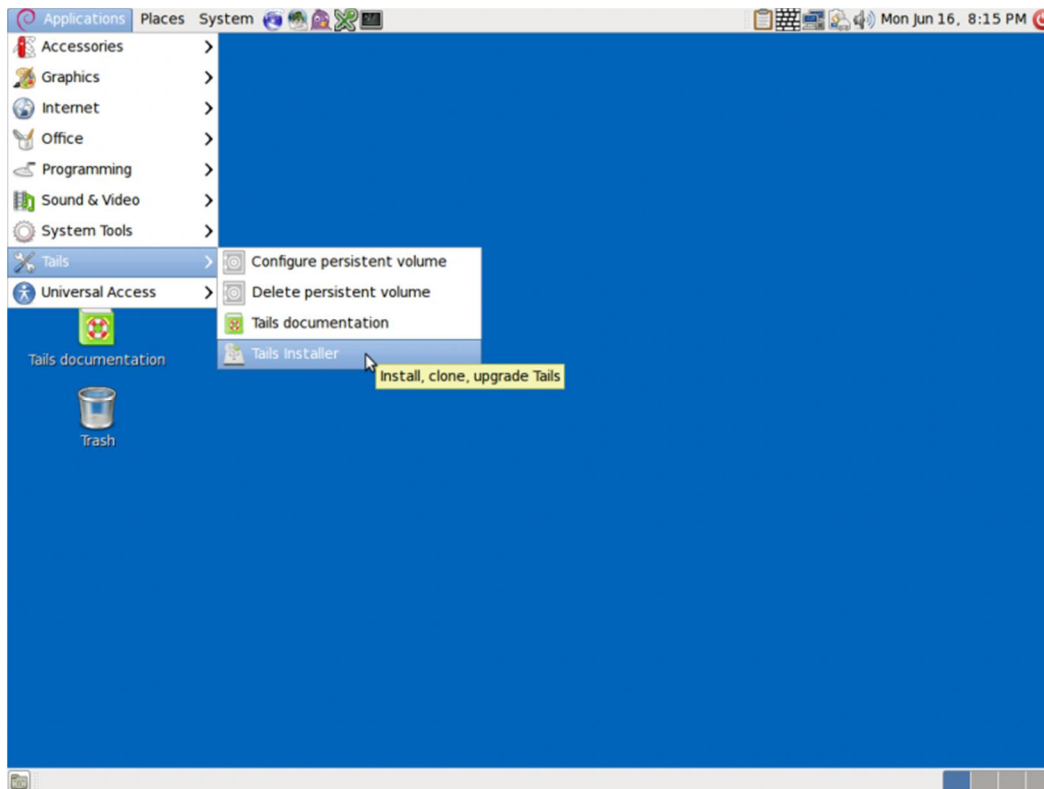 Applications Places System Mon Jun 16, 8:15 PM
Accessories
Graphics
Internet
Office
Programming
Sound & Video
System Tools
Tails
Universal Access
Configure persistent volume
Delete persistent volume
Tails documentation
Tails Installer
Install, clone, upgrade Tails
Tails documentation
Trash